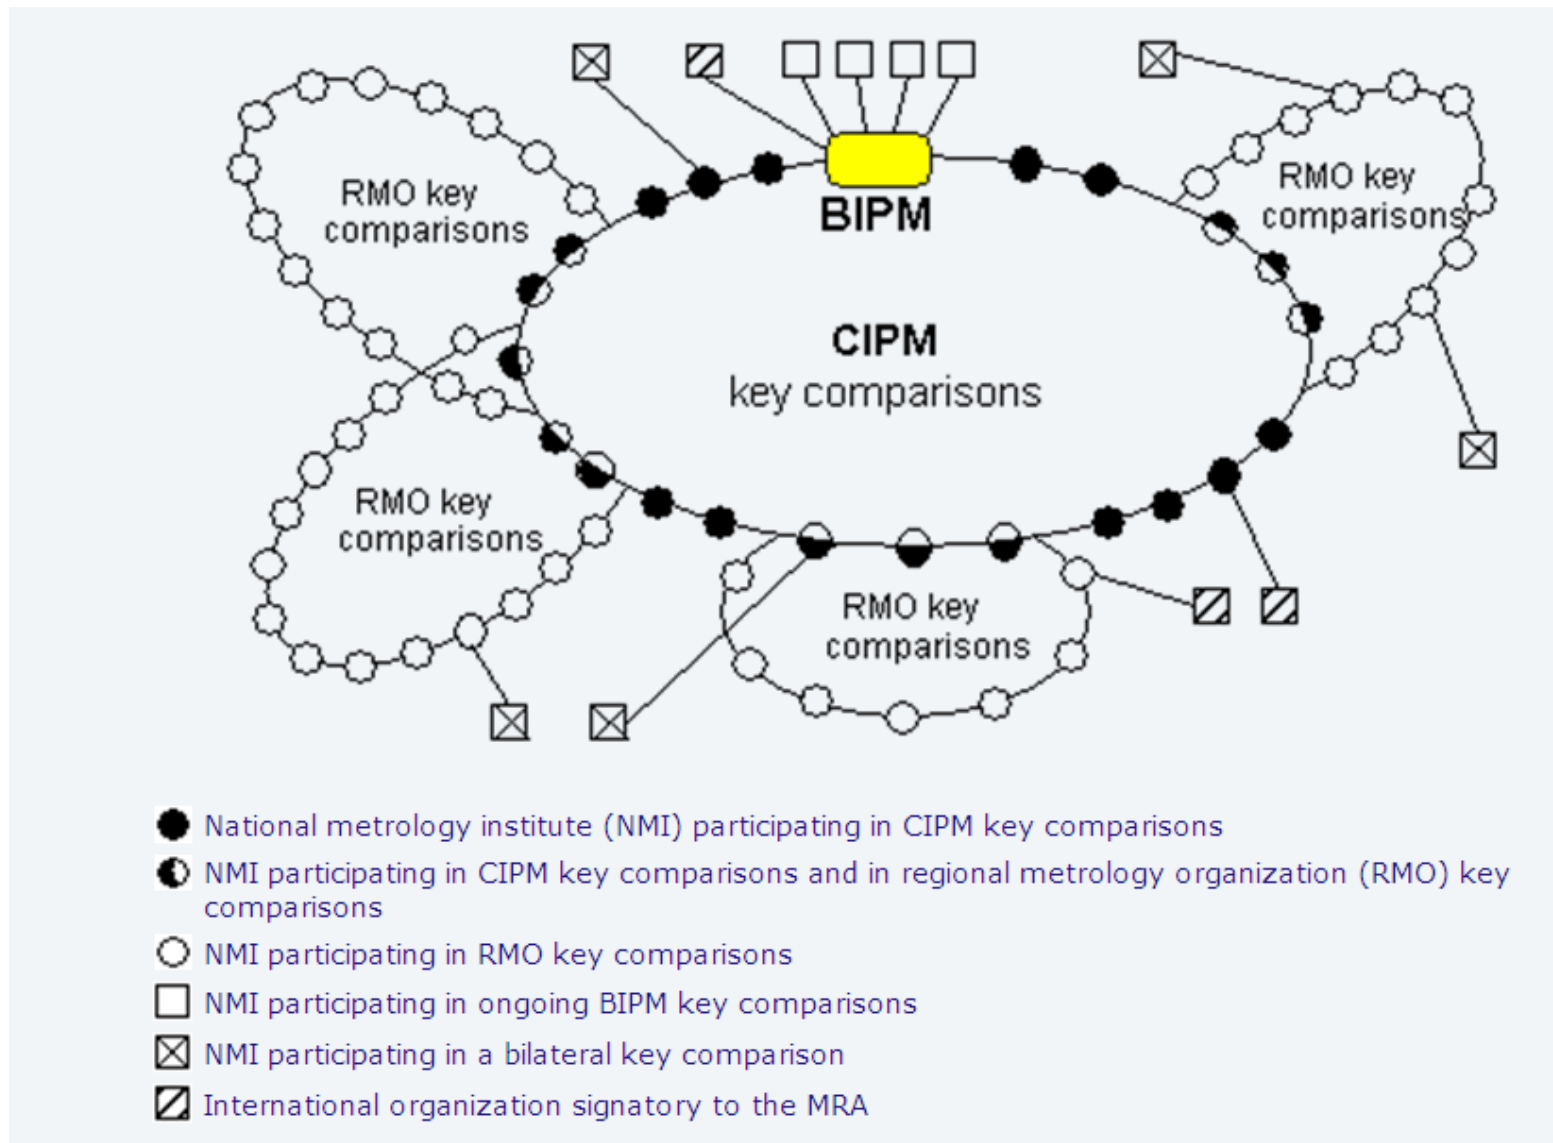 RMO key
comparisons
RMO key
comparisons
BIPM
CIPM
key comparisons
RMO key
comparisons
RMO key
comparisons
National metrology institute (NMI) participating in CIPM key comparisons
NMI participating in CIPM key comparisons and in regional metrology organization (RMO) key
comparisons
NMI participating in RMO key comparisons
NMI participating in ongoing BIPM key comparisons
NMI participating in a bilateral key comparison
International organization signatory to the MRA